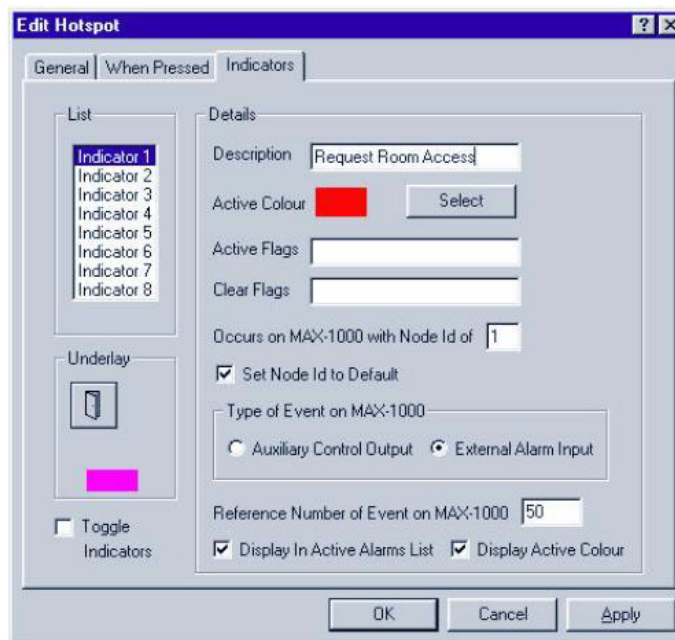 Edit Hotspot
General When Pressed Indicators
List
Indicator 1
Indicator 2
Indicator 3
Indicator 4
Indicator 5
Indicator 6
Indicator 7
Indicator 8
Underlay
Toggle
Indicators
Details
Description Request Room Access
Active Colour Select
Active Flags
Clear Flags
Occurs on MAX-1000 with Node Id of 1
Set Node Id to Default
Type of Event on MAX-1000
Auxiliary Control Output External Alarm Input
Reference Number of Event on MAX-1000 50
Display In Active Alarms List Display Active Colour
OK Cancel Apply